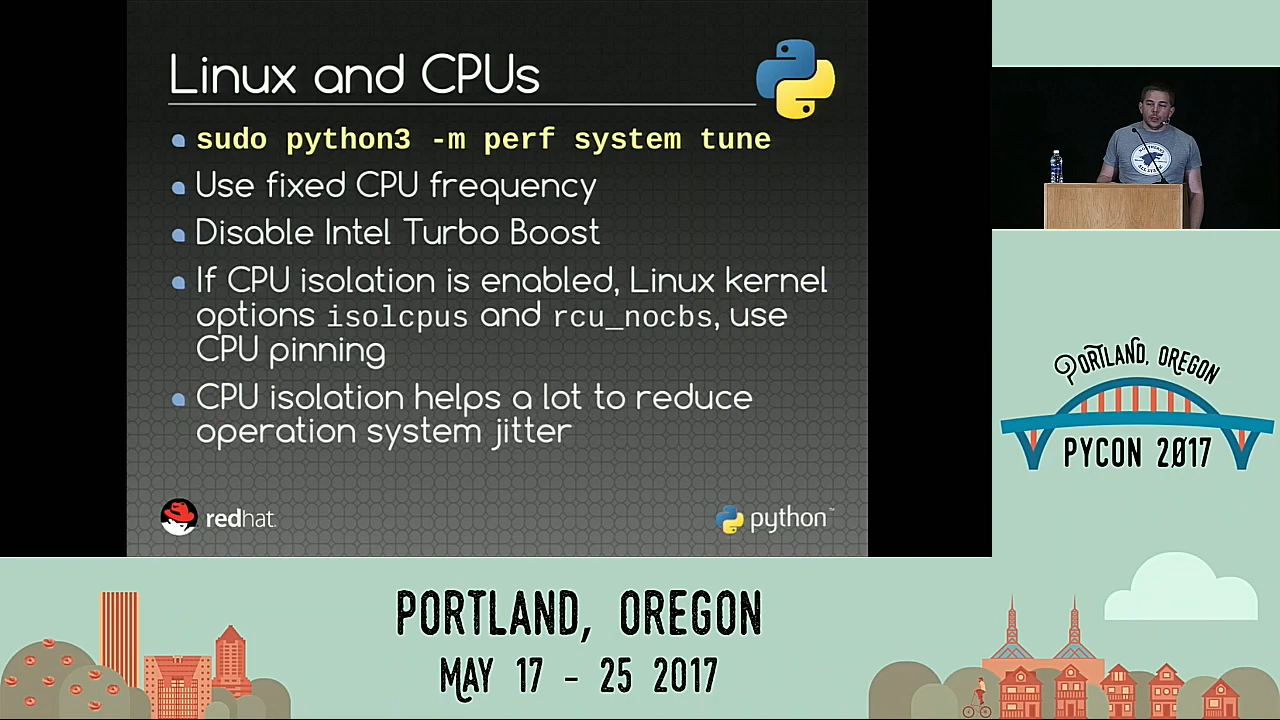 Linux and CPUs
sudo python3 -m perf system tune
Use fixed CPU frequency
Disable Intel Turbo Boost
If CPU isolation is enabled, Linux kernel
options isolcpus and rcu_nocbs, use
CPU pinning
CPU isolation helps a lot to reduce
operation system jitter
redhat.
python™
PORTLAND, OREGON
PYCON 2017
PORTLAND, OREGON
MAY 17 - 25 2017